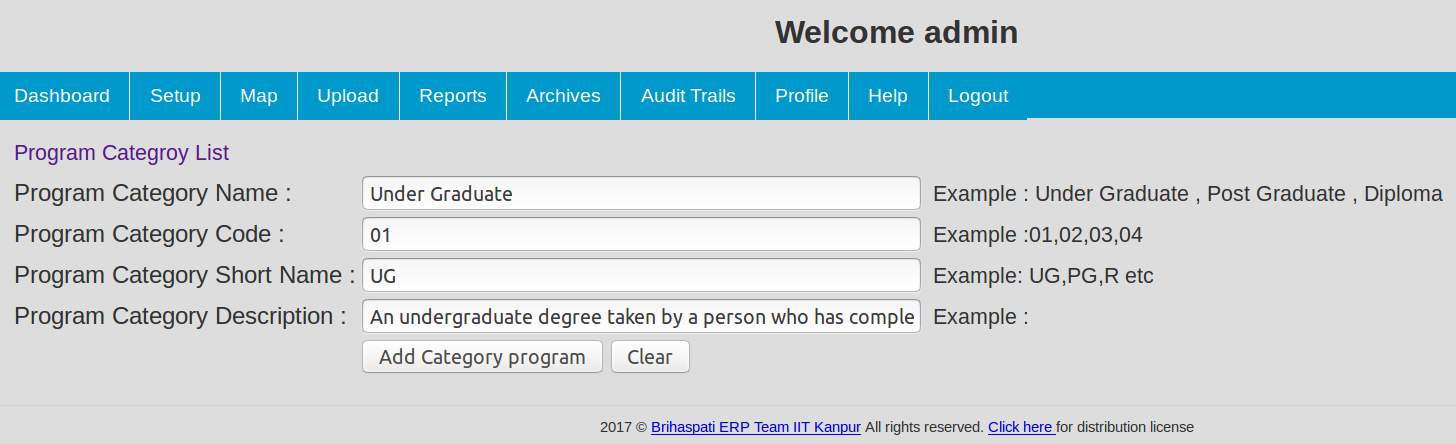 Welcome admin
Dashboard Setup Map Upload Reports Archives Audit Trails Profile Help Logout
Program Categroy List
Program Category Name : Under Graduate Example : Under Graduate , Post Graduate , Diploma
Program Category Code : 01 Example :01,02,03,04
Program Category Short Name : UG Example: UG,PG,R etc
Program Category Description : An undergraduate degree taken by a person who has comple Example :
Add Category program Clear
2017 © Brihaspati ERP Team IIT Kanpur All rights reserved. Click here for distribution license